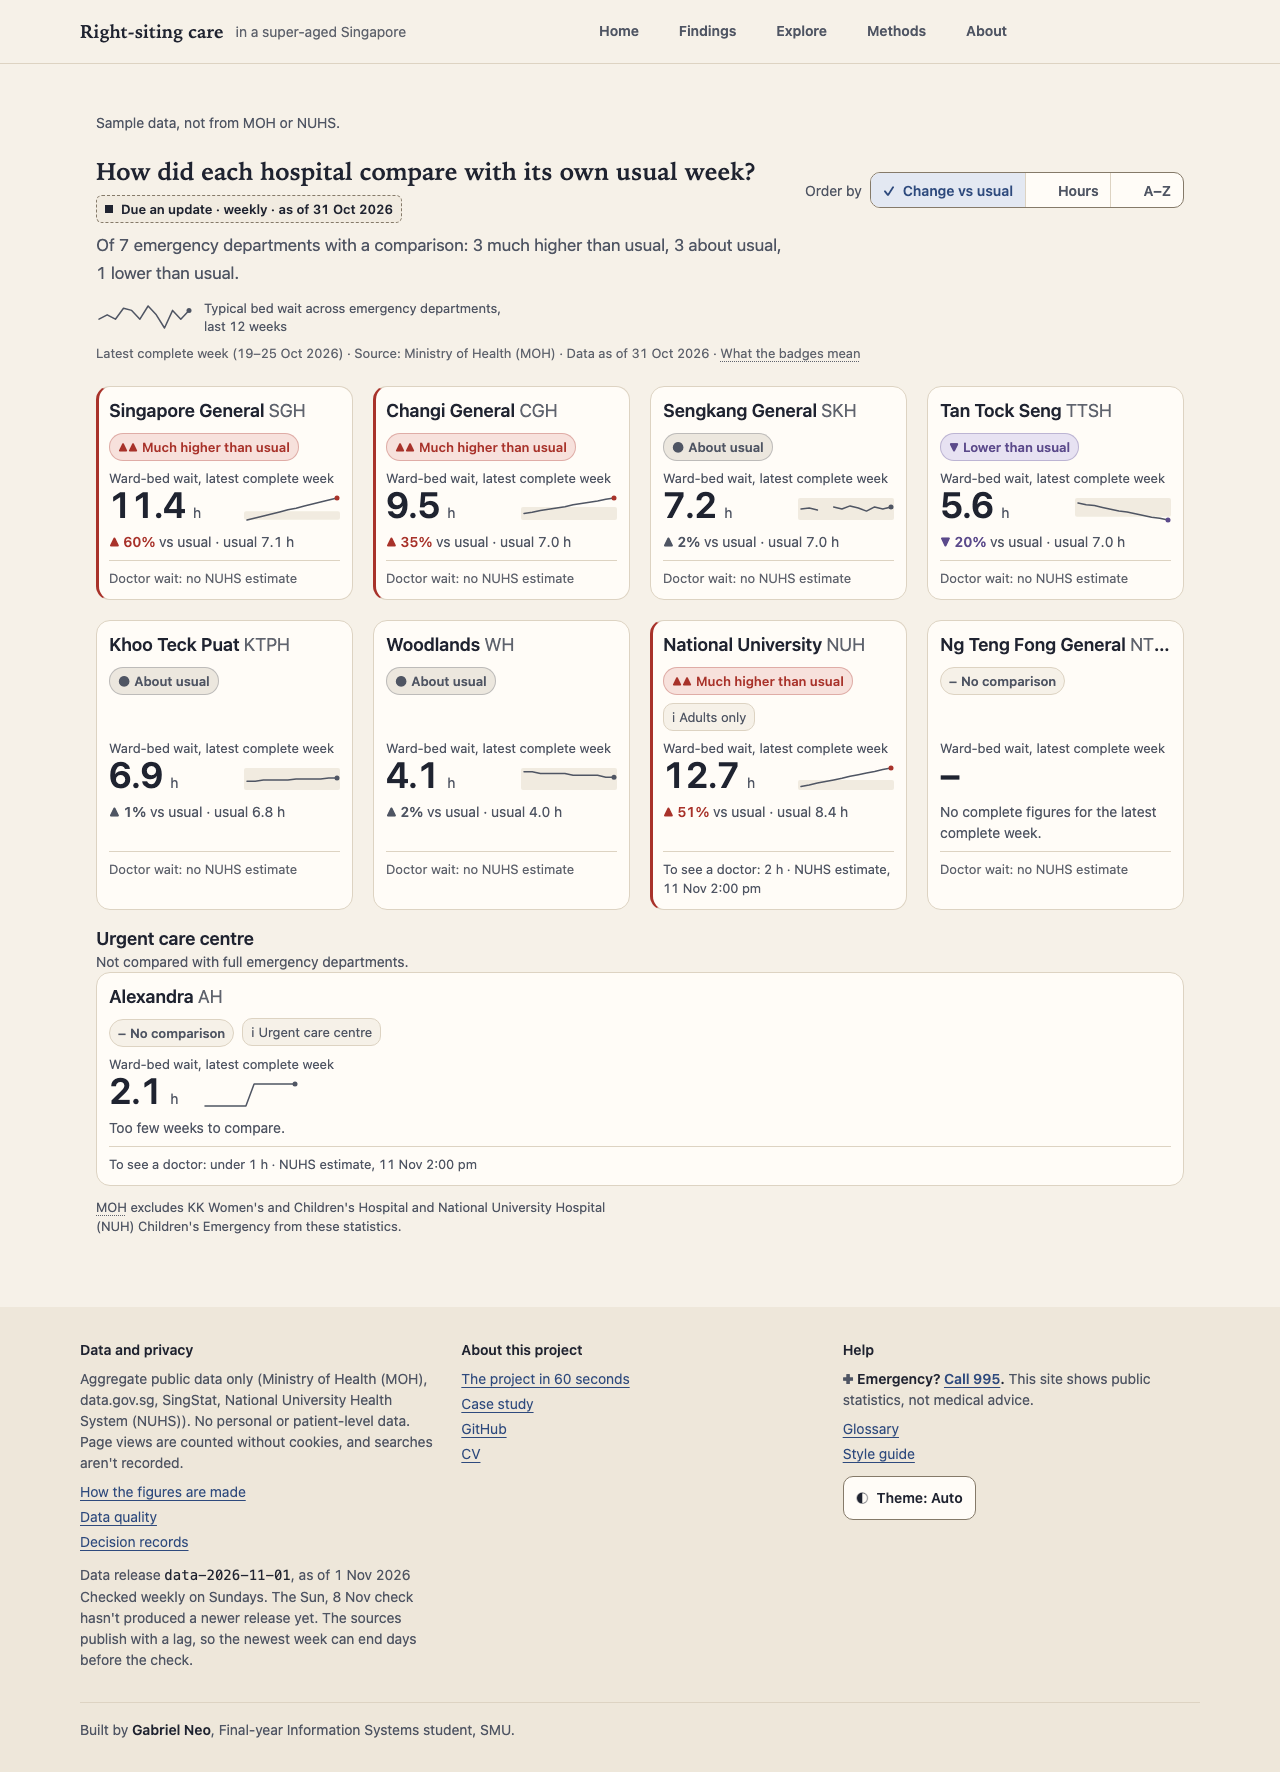 Right-siting care in a super-aged Singapore
Home Findings Explore Methods About
Sample data, not from MOH or NUHS.
How did each hospital compare with its own usual week?
Due an update · weekly · as of 31 Oct 2026
Order by ✓ Change vs usual Hours A–Z
Of 7 emergency departments with a comparison: 3 much higher than usual, 3 about usual,
1 lower than usual.
Typical bed wait across emergency departments,
last 12 weeks
Latest complete week (19–25 Oct 2026) · Source: Ministry of Health (MOH) · Data as of 31 Oct 2026 · What the badges mean
Singapore General SGH
▲▲ Much higher than usual
Ward-bed wait, latest complete week
11.4 h
▲ 60% vs usual · usual 7.1 h
Doctor wait: no NUHS estimate
Changi General CGH
▲▲ Much higher than usual
Ward-bed wait, latest complete week
9.5 h
▲ 35% vs usual · usual 7.0 h
Doctor wait: no NUHS estimate
Sengkang General SKH
● About usual
Ward-bed wait, latest complete week
7.2 h
▲ 2% vs usual · usual 7.0 h
Doctor wait: no NUHS estimate
Tan Tock Seng TTSH
▼ Lower than usual
Ward-bed wait, latest complete week
5.6 h
▼ 20% vs usual · usual 7.0 h
Doctor wait: no NUHS estimate
Khoo Teck Puat KTPH
● About usual
Ward-bed wait, latest complete week
6.9 h
▲ 1% vs usual · usual 6.8 h
Doctor wait: no NUHS estimate
Woodlands WH
● About usual
Ward-bed wait, latest complete week
4.1 h
▲ 2% vs usual · usual 4.0 h
Doctor wait: no NUHS estimate
National University NUH
▲▲ Much higher than usual
i Adults only
Ward-bed wait, latest complete week
12.7 h
▲ 51% vs usual · usual 8.4 h
To see a doctor: 2 h · NUHS estimate,
11 Nov 2:00 pm
Ng Teng Fong General NT...
– No comparison
Ward-bed wait, latest complete week
–
No complete figures for the latest
complete week.
Doctor wait: no NUHS estimate
Urgent care centre
Not compared with full emergency departments.
Alexandra AH
– No comparison i Urgent care centre
Ward-bed wait, latest complete week
2.1 h
Too few weeks to compare.
To see a doctor: under 1 h · NUHS estimate, 11 Nov 2:00 pm
MOH excludes KK Women's and Children's Hospital and National University Hospital
(NUH) Children's Emergency from these statistics.
Data and privacy
Aggregate public data only (Ministry of Health (MOH),
data.gov.sg, SingStat, National University Health
System (NUHS)). No personal or patient-level data.
Page views are counted without cookies, and searches
aren't recorded.
How the figures are made
Data quality
Decision records
Data release data-2026-11-01, as of 1 Nov 2026
Checked weekly on Sundays. The Sun, 8 Nov check
hasn't produced a newer release yet. The sources
publish with a lag, so the newest week can end days
before the check.
About this project
The project in 60 seconds
Case study
GitHub
CV
Help
✚ Emergency? Call 995. This site shows public
statistics, not medical advice.
Glossary
Style guide
Theme: Auto
Built by Gabriel Neo, Final-year Information Systems student, SMU.